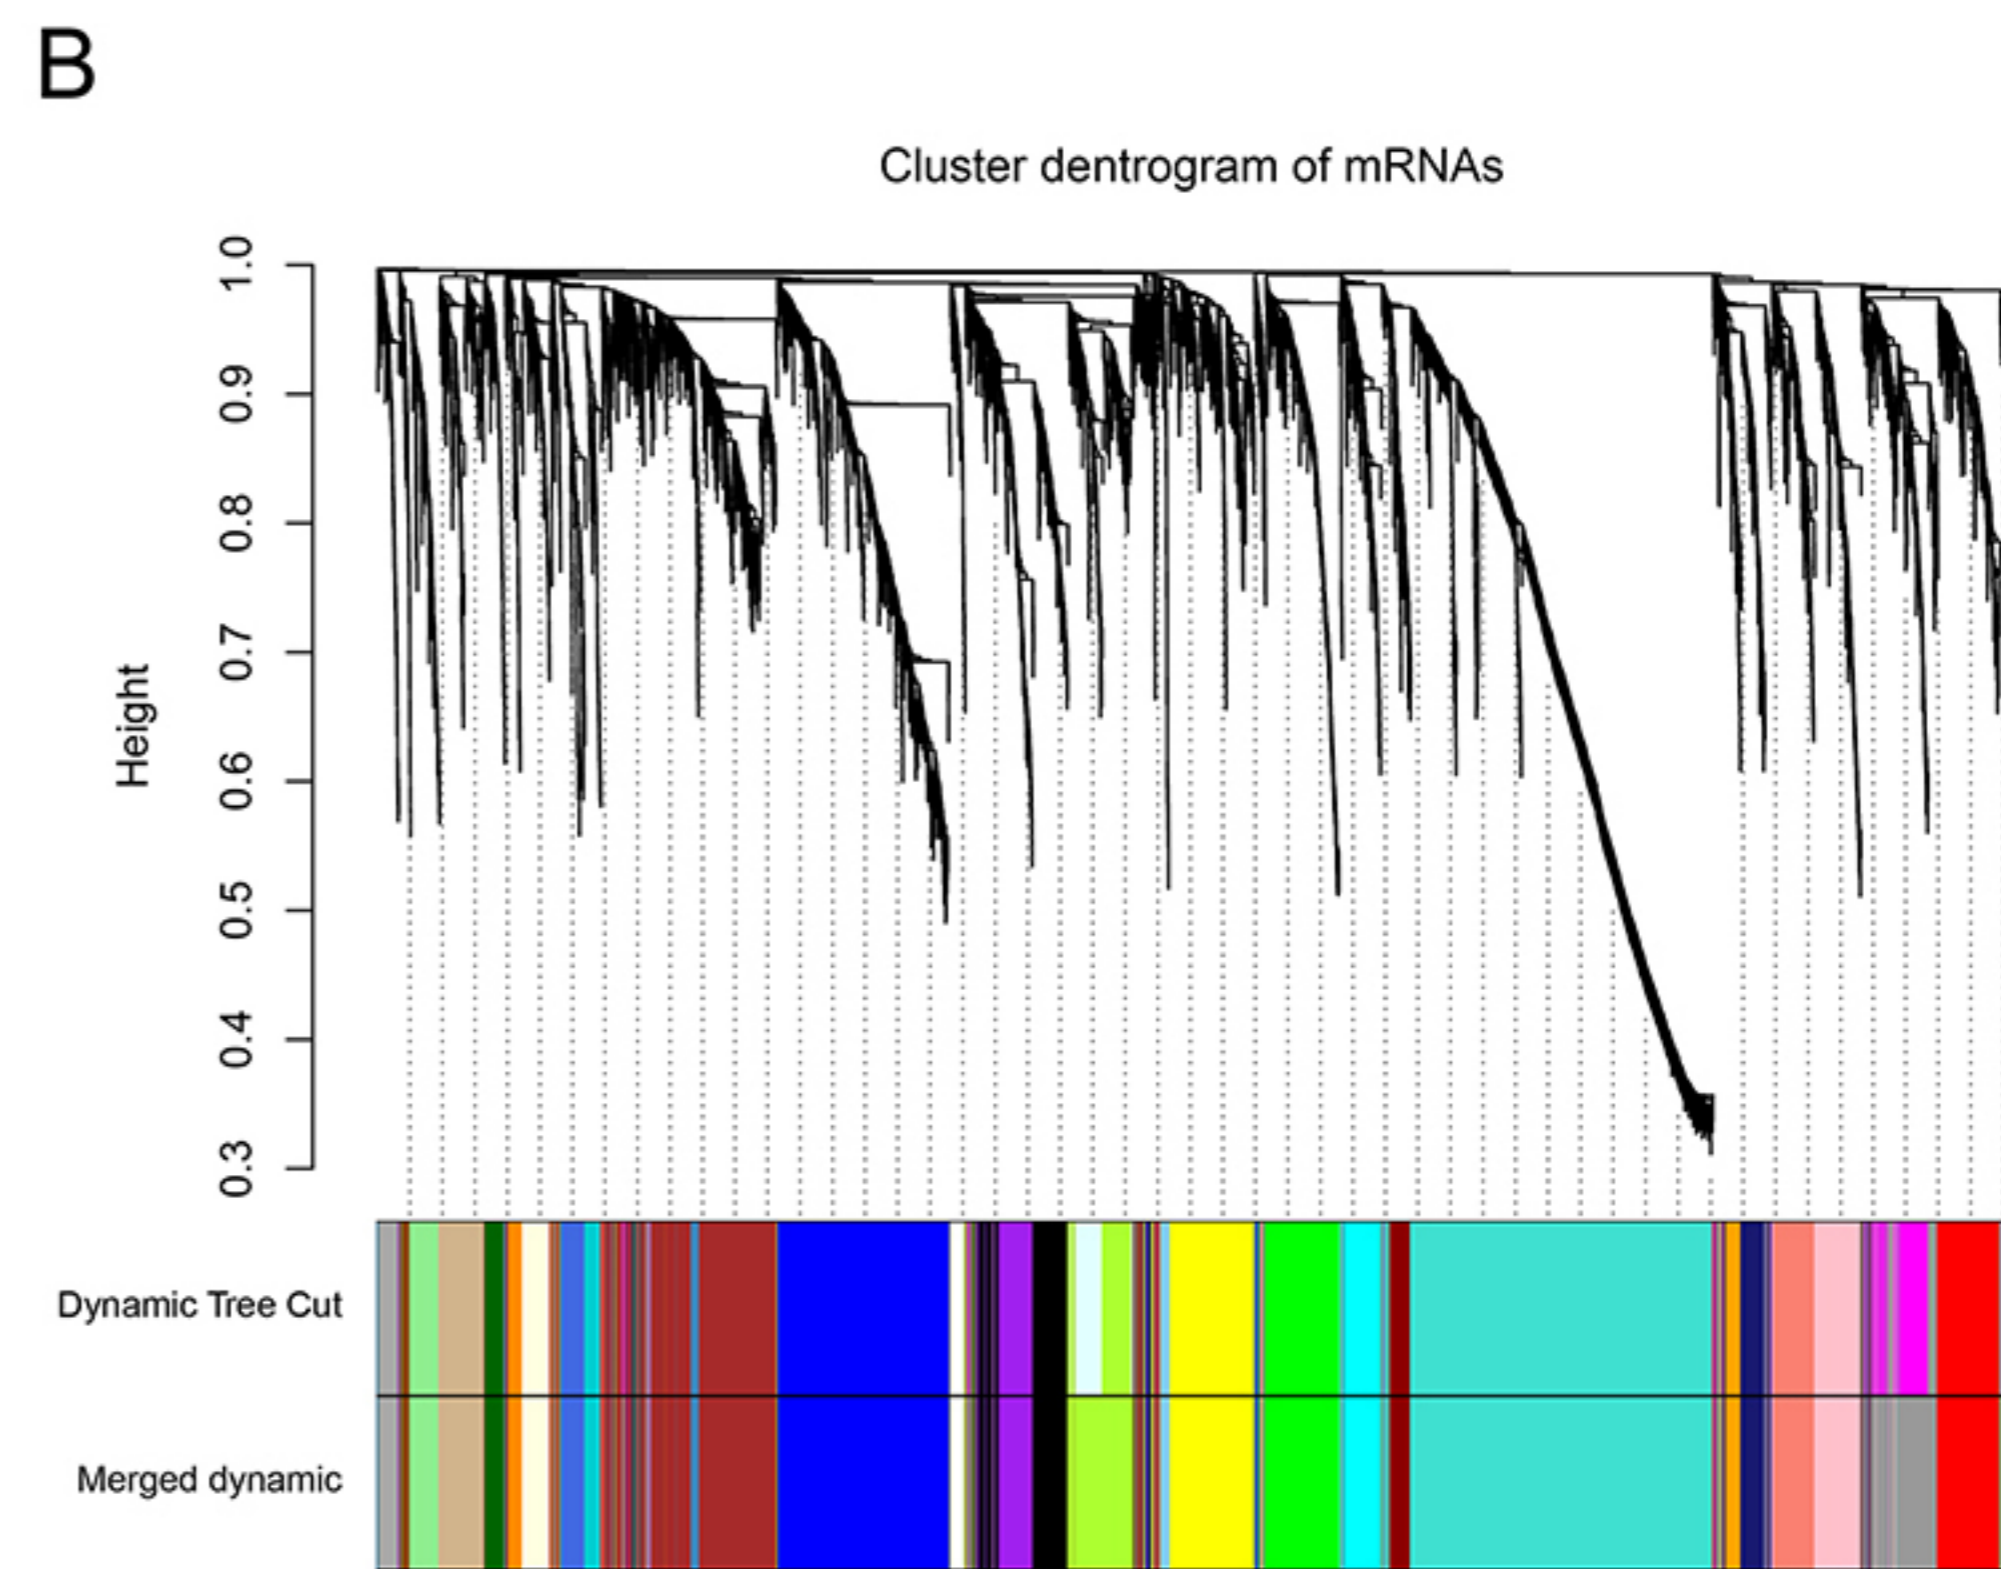 B
Cluster dentrogram of mRNAs
Height
1.0
0.9
0.8
0.7
0.6
0.5
0.4
0.3
Dynamic Tree Cut
Merged dynamic